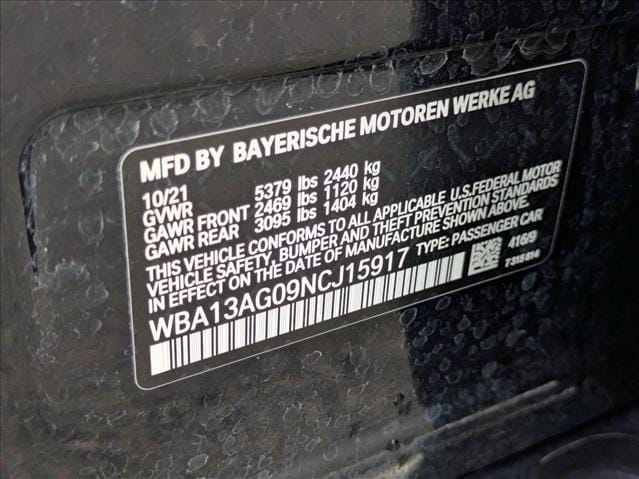 MFD BY BAYERISCHE MOTOREN WERKE AG
10/21
GVWR 5379 lbs 2440 kg
GAWR FRONT 2469 lbs 1120 kg
GAWR REAR 3095 lbs 1404 kg
THIS VEHICLE CONFORMS TO ALL APPLICABLE U.S.FEDERAL MOTOR
VEHICLE SAFETY, BUMPER AND THEFT PREVENTION STANDARDS
IN EFFECT ON THE DATE OF MANUFACTURE SHOWN ABOVE.
WBA13AG09NCJ15917 TYPE: PASSENGER CAR
416/9
7315814